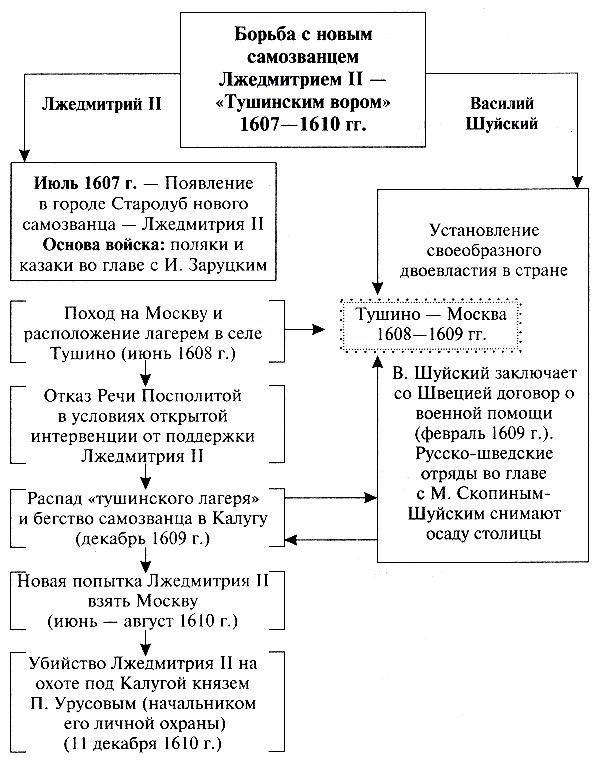 Борьба с новым
самозванцем
Лжедмитрием II —
«Тушинским вором»
1607—1610 гг.
Лжедмитрий II
Василий
Шуйский
Июль 1607 г. — Появление
в городе Стародуб нового
самозванца — Лжедмитрия II
Основа войска: поляки и
казаки во главе с И. Заруцким
Установление
своеобразного
двоевластия в стране
Поход на Москву и
расположение лагерем в селе
Тушино (июнь 1608 г.)
Тушино — Москва
1608—1609 гг.
Отказ Речи Посполитой
в условиях открытой
интервенции от поддержки
Лжедмитрия II
В. Шуйский заключает
со Швецией договор о
военной помощи
(февраль 1609 г.).
Русско-шведские
отряды во главе
с М. Скопиным-
Шуйским снимают
осаду столицы
Распад «тушинского лагеря»
и бегство самозванца в Калугу
(декабрь 1609 г.)
Новая попытка Лжедмитрия II
взять Москву
(июнь — август 1610 г.)
Убийство Лжедмитрия II на
охоте под Калугой князем
П. Урусовым (начальником
его личной охраны)
(11 декабря 1610 г.)